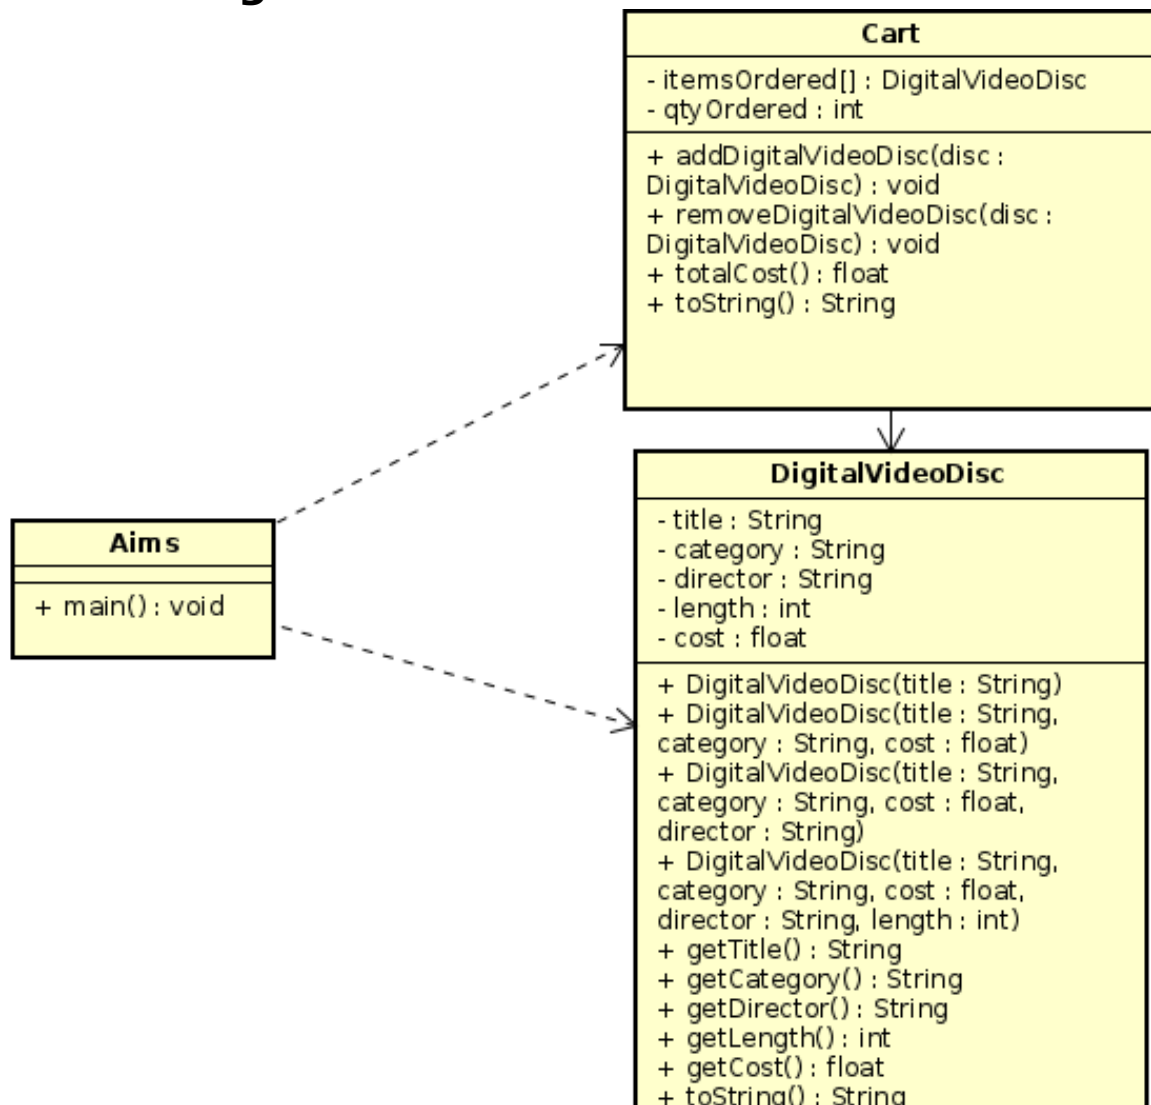 Cart
- itemsOrdered[] : DigitalVideoDisc
- qtyOrdered : int
+ addDigitalVideoDisc(disc :
DigitalVideoDisc) : void
+ removeDigitalVideoDisc(disc :
DigitalVideoDisc) : void
+ totalCost() : float
+ toString() : String
Aims
+ main() : void
DigitalVideoDisc
- title : String
- category : String
- director : String
- length : int
- cost : float
+ DigitalVideoDisc(title : String)
+ DigitalVideoDisc(title : String,
category : String, cost : float)
+ DigitalVideoDisc(title : String,
category : String, cost : float,
director : String)
+ DigitalVideoDisc(title : String,
category : String, cost : float,
director : String, length : int)
+ getTitle() : String
+ getCategory() : String
+ getDirector() : String
+ getLength() : int
+ getCost() : float
+ toString() : String